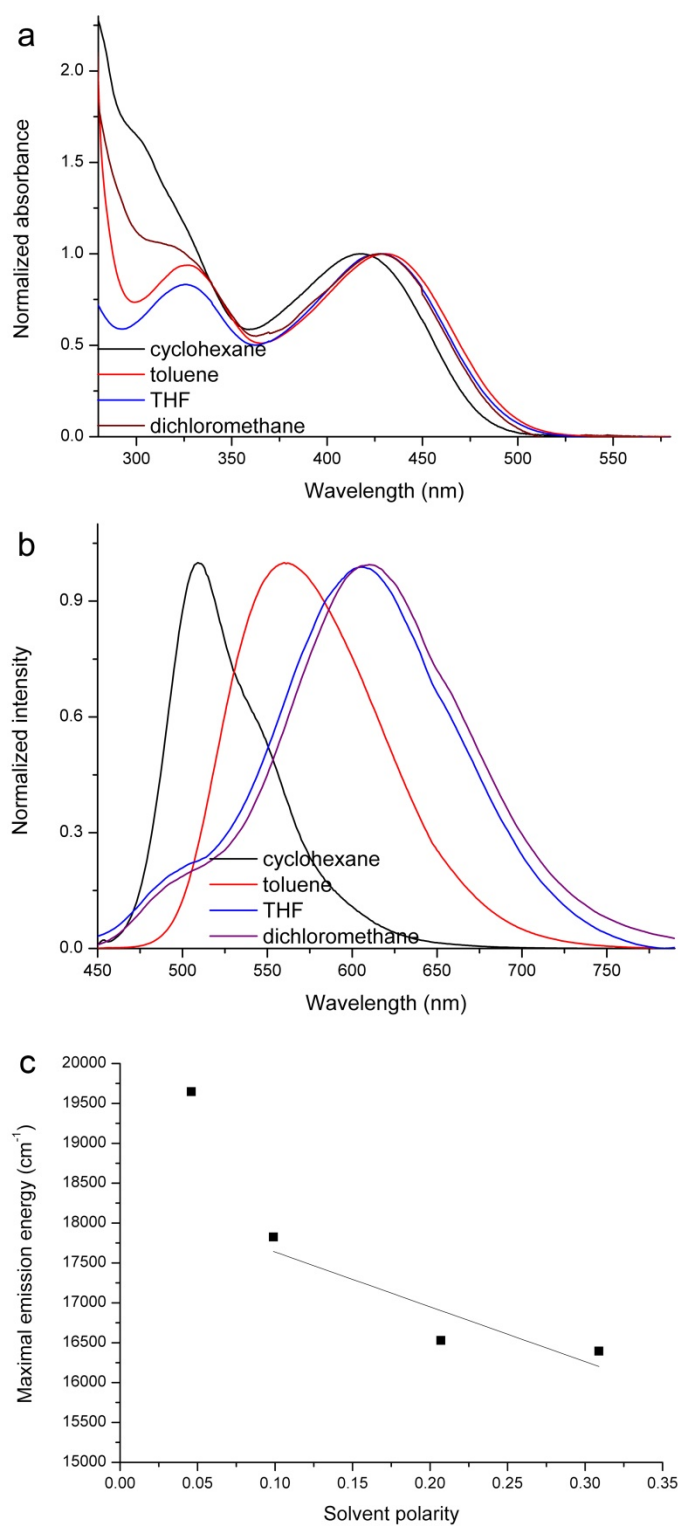 a
Normalized absorbance
2.0
1.5
1.0
0.5
0.0
cyclohexane
toluene
THF
dichloromethane
300 350 400 450 500 550
Wavelength (nm)
b
Normalized intensity
0.9
0.6
0.3
0.0
cyclohexane
toluene
THF
dichloromethane
450 500 550 600 650 700 750
Wavelength (nm)
c
Maximal emission energy (cm-1)
20000
19500
19000
18500
18000
17500
17000
16500
16000
15500
15000
0.00 0.05 0.10 0.15 0.20 0.25 0.30 0.35
Solvent polarity